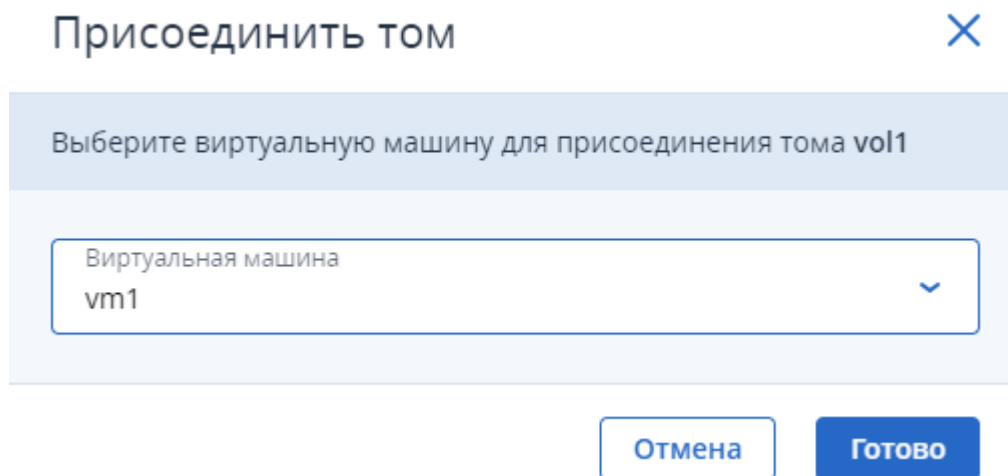 Присоединить том
Выберите виртуальную машину для присоединения тома vol1
Виртуальная машина
vm1
Отмена
Готово